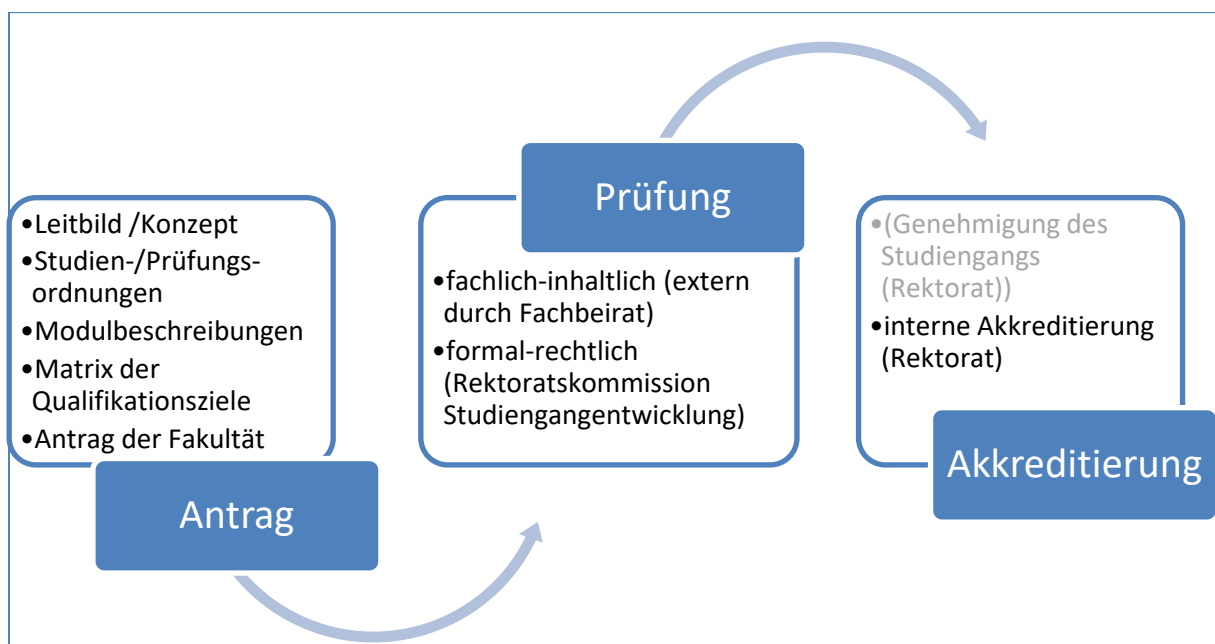 •Leitbild /Konzept
•Studien-/Prüfungs-
ordnungen
•Modulbeschreibungen
•Matrix der
Qualifikationsziele
•Antrag der Fakultät
Antrag
Prüfung
•fachlich-inhaltlich (extern
durch Fachbeirat)
•formal-rechtlich
(Rektoratskommission
Studiengangentwicklung)
•(Genehmigung des
Studiengangs
(Rektorat))
•interne Akkreditierung
(Rektorat)
Akkreditierung